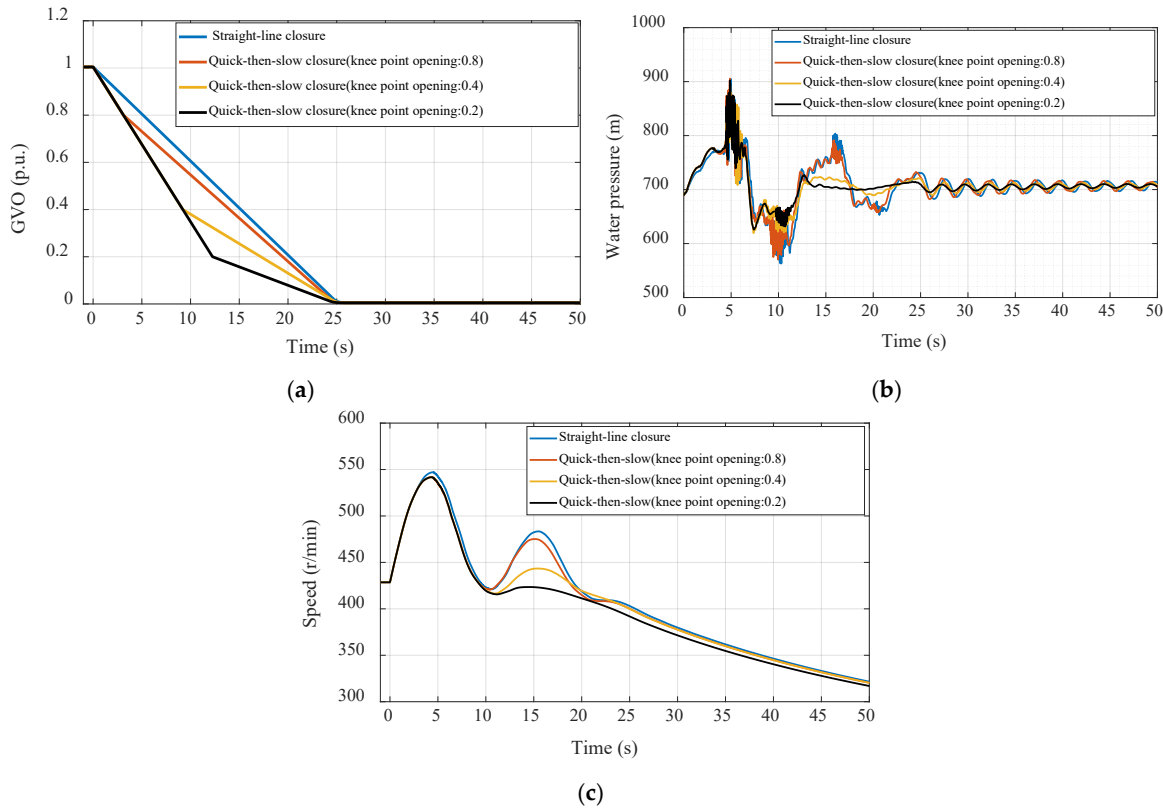 1.2
1
0.8
0.6
0.4
0.2
0
GVO (p.u.)
Straight-line closure
Quick-then-slow closure(knee point opening:0.8)
Quick-then-slow closure(knee point opening:0.4)
Quick-then-slow closure(knee point opening:0.2)
0 5 10 15 20 25 30 35 40 45 50
Time (s)
(a)
1000
900
800
700
600
500
Water pressure (m)
Straight-line closure
Quick-then-slow closure(knee point opening:0.8)
Quick-then-slow closure(knee point opening:0.4)
Quick-then-slow closure(knee point opening:0.2)
0 5 10 15 20 25 30 35 40 45 50
Time (s)
(b)
600
550
500
450
400
350
300
Speed (r/min)
Straight-line closure
Quick-then-slow(knee point opening:0.8)
Quick-then-slow(knee point opening:0.4)
Quick-then-slow(knee point opening:0.2)
0 5 10 15 20 25 30 35 40 45 50
Time (s)
(c)